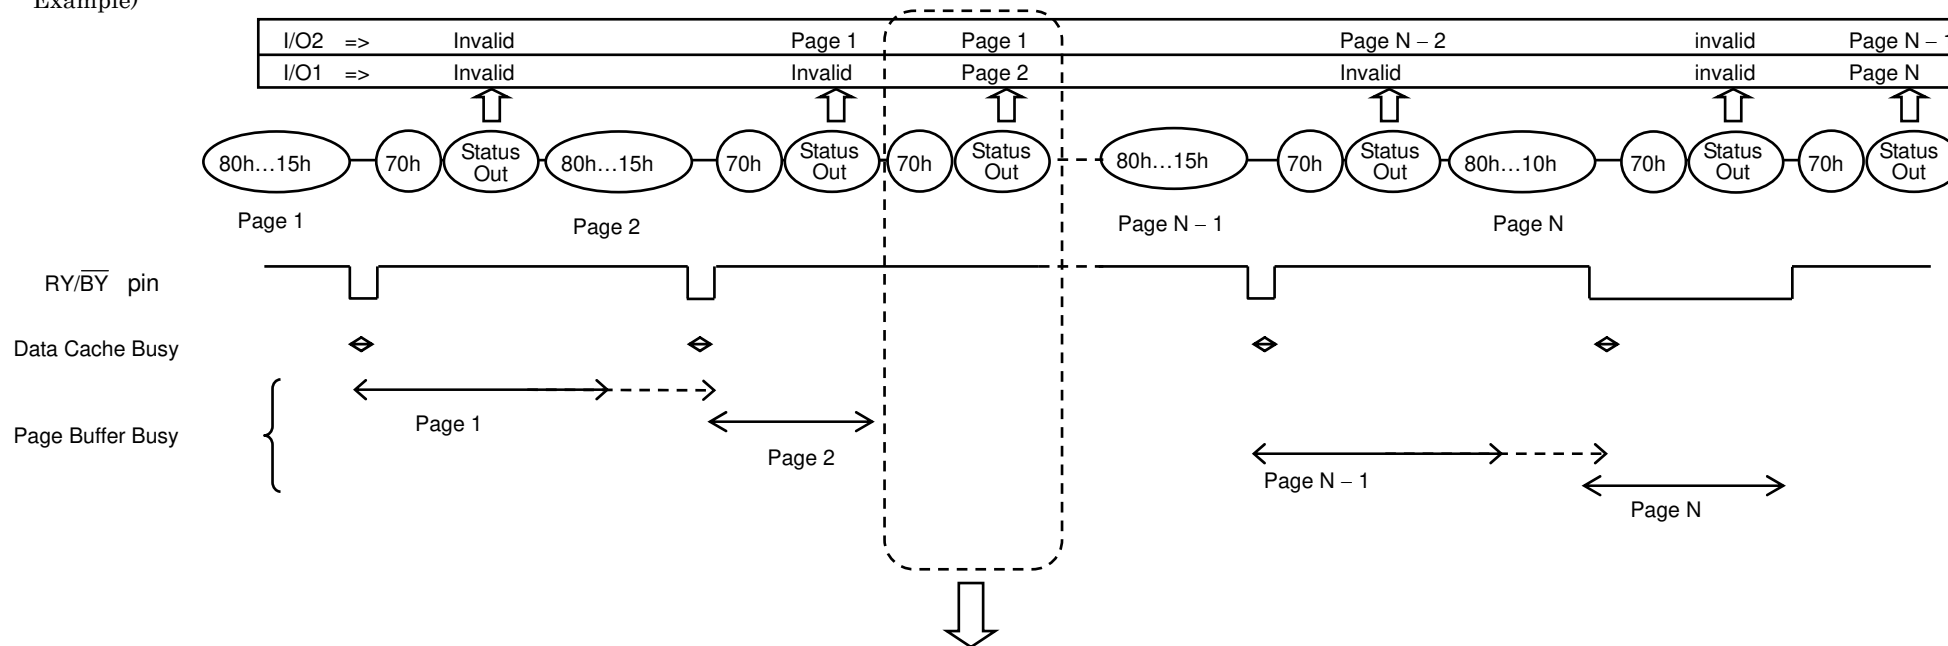 Example)
I/O2 => Invalid Page 1 Page 1 Page N − 2 invalid Page N − 1
I/O1 => Invalid Invalid Page 2 Invalid invalid Page N
80h…15h 70h Status Out 80h…15h 70h Status Out 70h Status Out 80h…15h 70h Status Out 80h…10h 70h Status Out 70h Status Out
Page 1 Page 2 Page N − 1 Page N
RY/BY pin
Data Cache Busy
Page 1
Page Buffer Busy
Page 2
Page N − 1
Page N